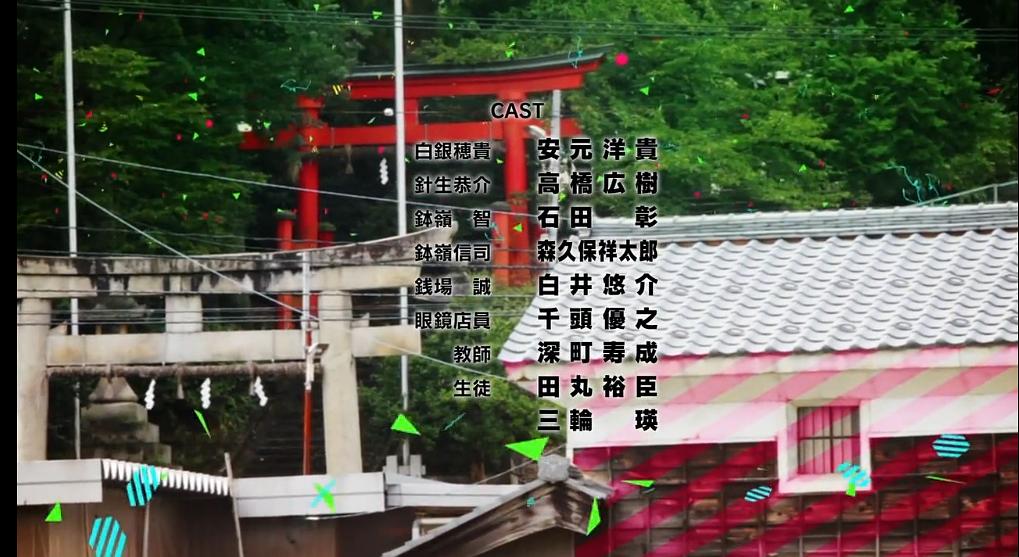 CAST
白銀穂貴 安元洋貴
針生恭介 高橋広樹
鉢嶺 智 石田 彰
鉢嶺信司 森久保祥太郎
銭場 誠 白井悠介
眼鏡店員 千頭優之
教師 深町寿成
生徒 田丸裕臣
三輪 瑛